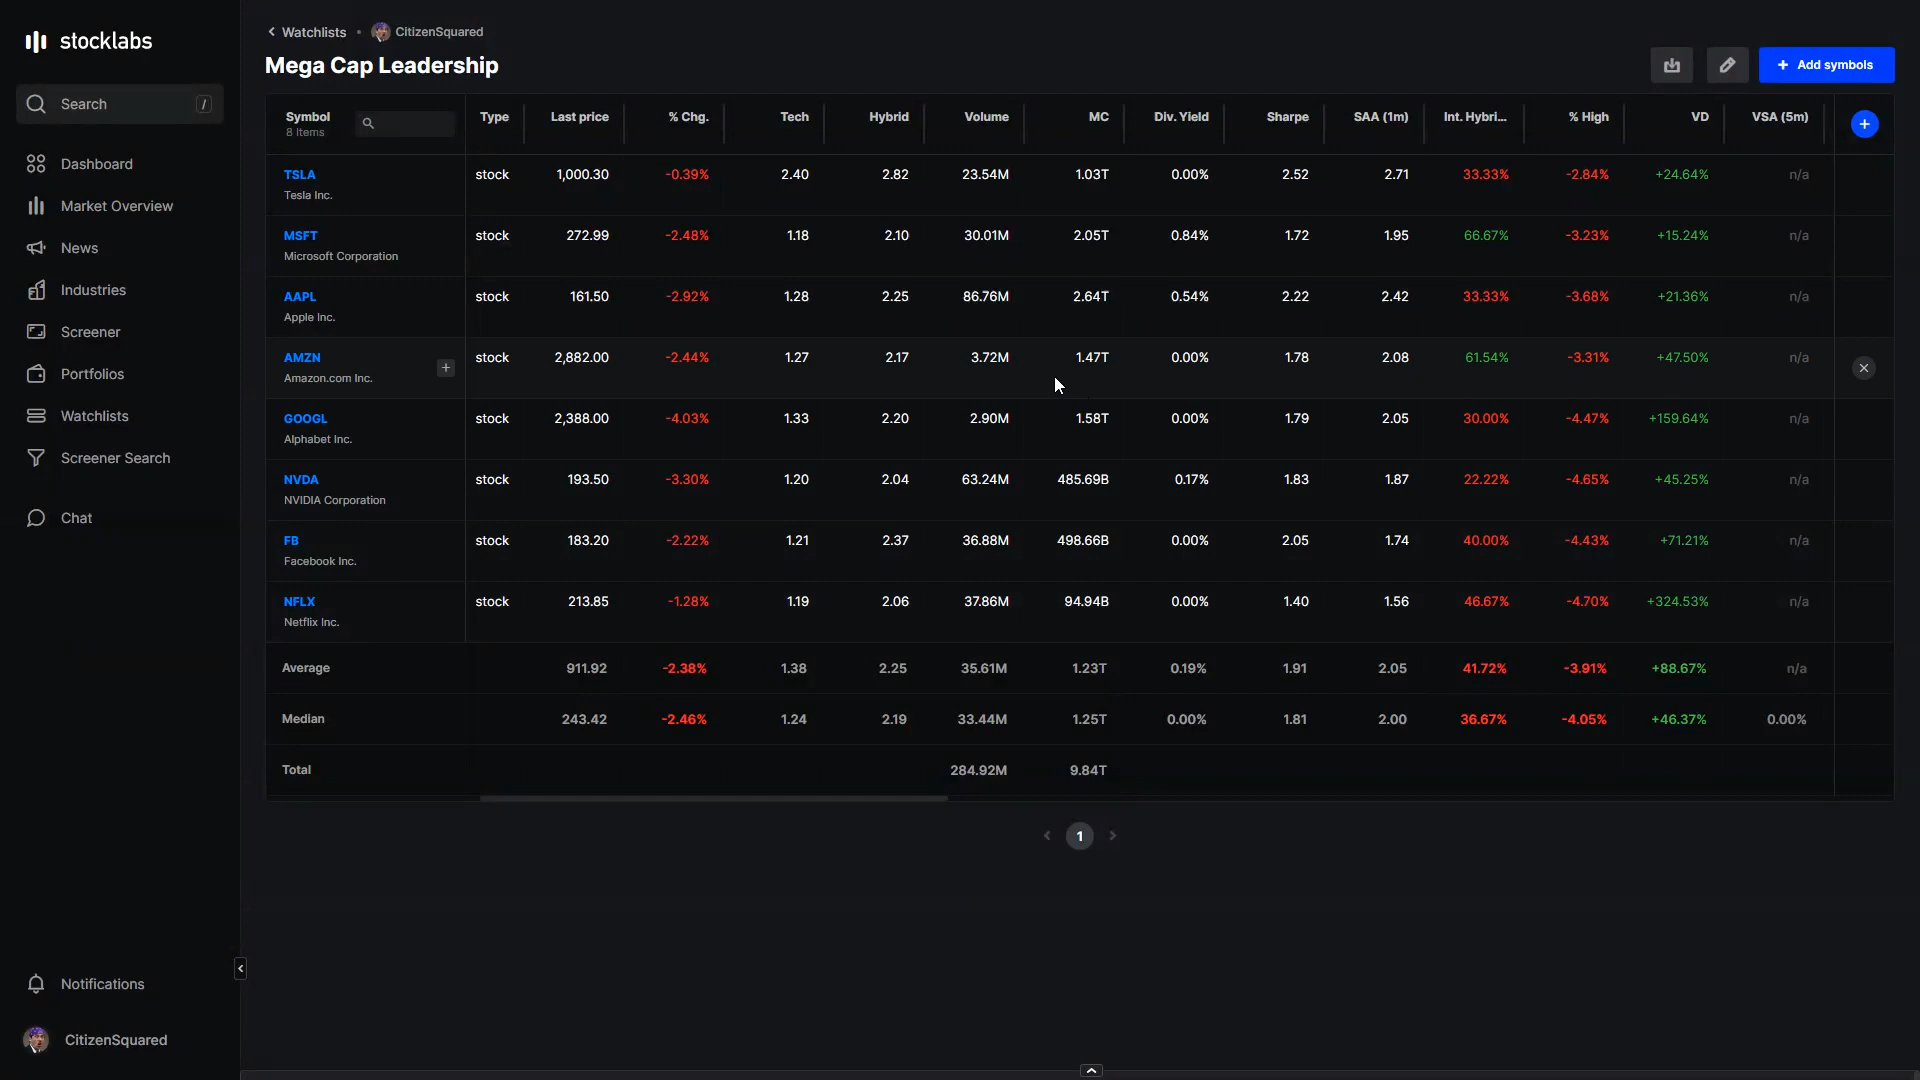 stocklabs
Search /
Dashboard
Market Overview
News
Industries
Screener
Portfolios
Watchlists
Screener Search
Chat
Notifications
CitizenSquared
Watchlists • CitizenSquared
Mega Cap Leadership
+ Add symbols
Symbol Type Last price % Chg. Tech Hybrid Volume MC Div. Yield Sharpe SAA (1m) Int. Hybri... % High VD VSA (5m)
8 Items
TSLA stock 1,000.30 -0.39% 2.40 2.82 23.54M 1.03T 0.00% 2.52 2.71 33.33% -2.84% +24.64% n/a
Tesla Inc.
MSFT stock 272.99 -2.48% 1.18 2.10 30.01M 2.05T 0.84% 1.72 1.95 66.67% -3.23% +15.24% n/a
Microsoft Corporation
AAPL stock 161.50 -2.92% 1.28 2.25 86.76M 2.64T 0.54% 2.22 2.42 33.33% -3.68% +21.36% n/a
Apple Inc.
AMZN stock 2,882.00 -2.44% 1.27 2.17 3.72M 1.47T 0.00% 1.78 2.08 61.54% -3.31% +47.50% n/a
Amazon.com Inc.
GOOGL stock 2,388.00 -4.03% 1.33 2.20 2.90M 1.58T 0.00% 1.79 2.05 30.00% -4.47% +159.64% n/a
Alphabet Inc.
NVDA stock 193.50 -3.30% 1.20 2.04 63.24M 485.69B 0.17% 1.83 1.87 22.22% -4.65% +45.25% n/a
NVIDIA Corporation
FB stock 183.20 -2.22% 1.21 2.37 36.88M 498.66B 0.00% 2.05 1.74 40.00% -4.43% +71.21% n/a
Facebook Inc.
NFLX stock 213.85 -1.28% 1.19 2.06 37.86M 94.94B 0.00% 1.40 1.56 46.67% -4.70% +324.53% n/a
Netflix Inc.
Average 911.92 -2.38% 1.38 2.25 35.61M 1.23T 0.19% 1.91 2.05 41.72% -3.91% +88.67% n/a
Median 243.42 -2.46% 1.24 2.19 33.44M 1.25T 0.00% 1.81 2.00 36.67% -4.05% +46.37% 0.00%
Total 284.92M 9.84T
1